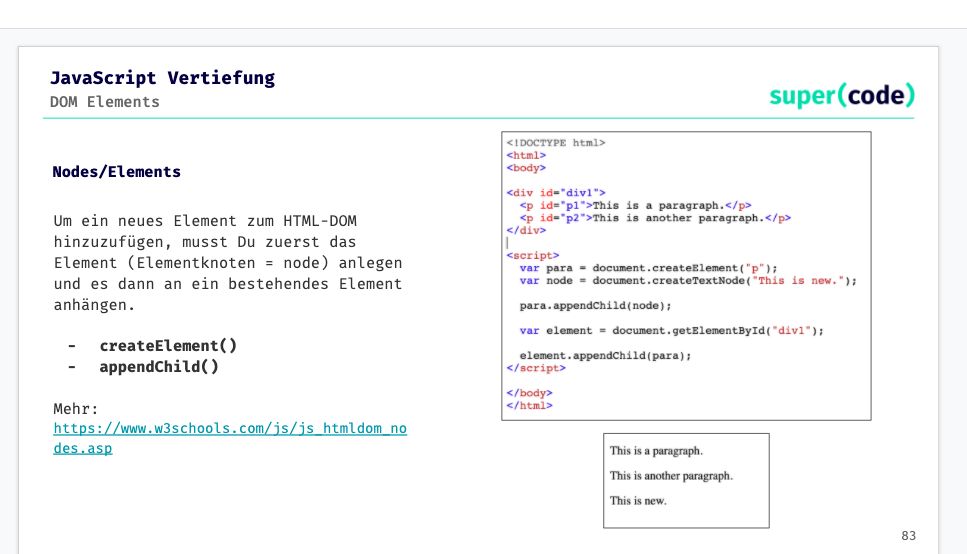 JavaScript Vertiefung
DOM Elements
super(code)
Nodes/Elements
Um ein neues Element zum HTML-DOM
hinzuzufügen, musst Du zuerst das
Element (Elementknoten = node) anlegen
und es dann an ein bestehendes Element
anhängen.
- createElement()
- appendChild()
Mehr:
https://www.w3schools.com/js/js_htmldom_no
des.asp
<!DOCTYPE html>
<html>
<body>
<div id="div1">
<p id="p1">This is a paragraph.</p>
<p id="p2">This is another paragraph.</p>
</div>
<script>
var para = document.createElement("p");
var node = document.createTextNode("This is new.");
para.appendChild(node);
var element = document.getElementById("div1");
element.appendChild(para);
</script>
</body>
</html>
This is a paragraph.
This is another paragraph.
This is new.
83